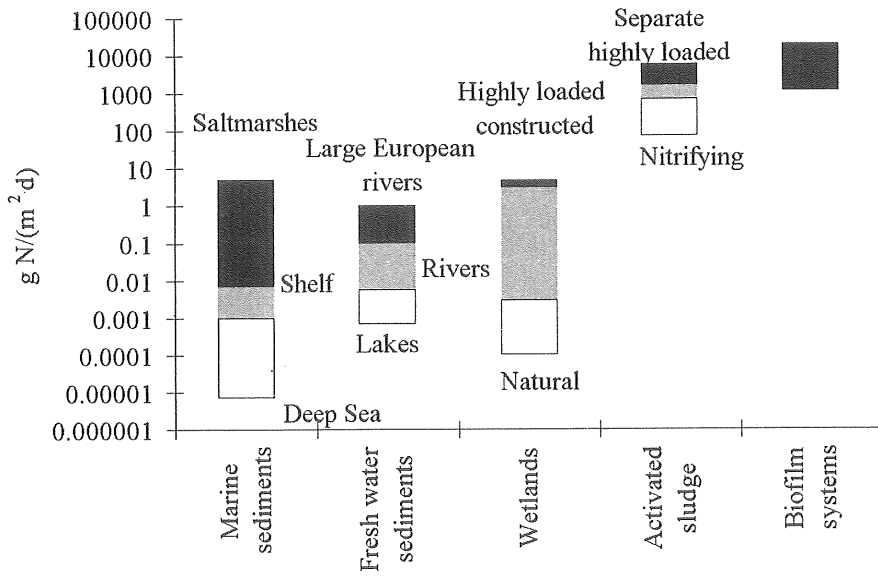 100000
10000
1000
100
10
1
0.1
0.01
0.001
0.0001
0.00001
0.000001
g N/(m²·d)
Saltmarshes
Shelf
Deep Sea
Large European
rivers
Rivers
Lakes
Highly loaded
constructed
Natural
Separate
highly loaded
Nitrifying
Marine
sediments
Fresh water
sediments
Wetlands
Activated
sludge
Biofilm
systems